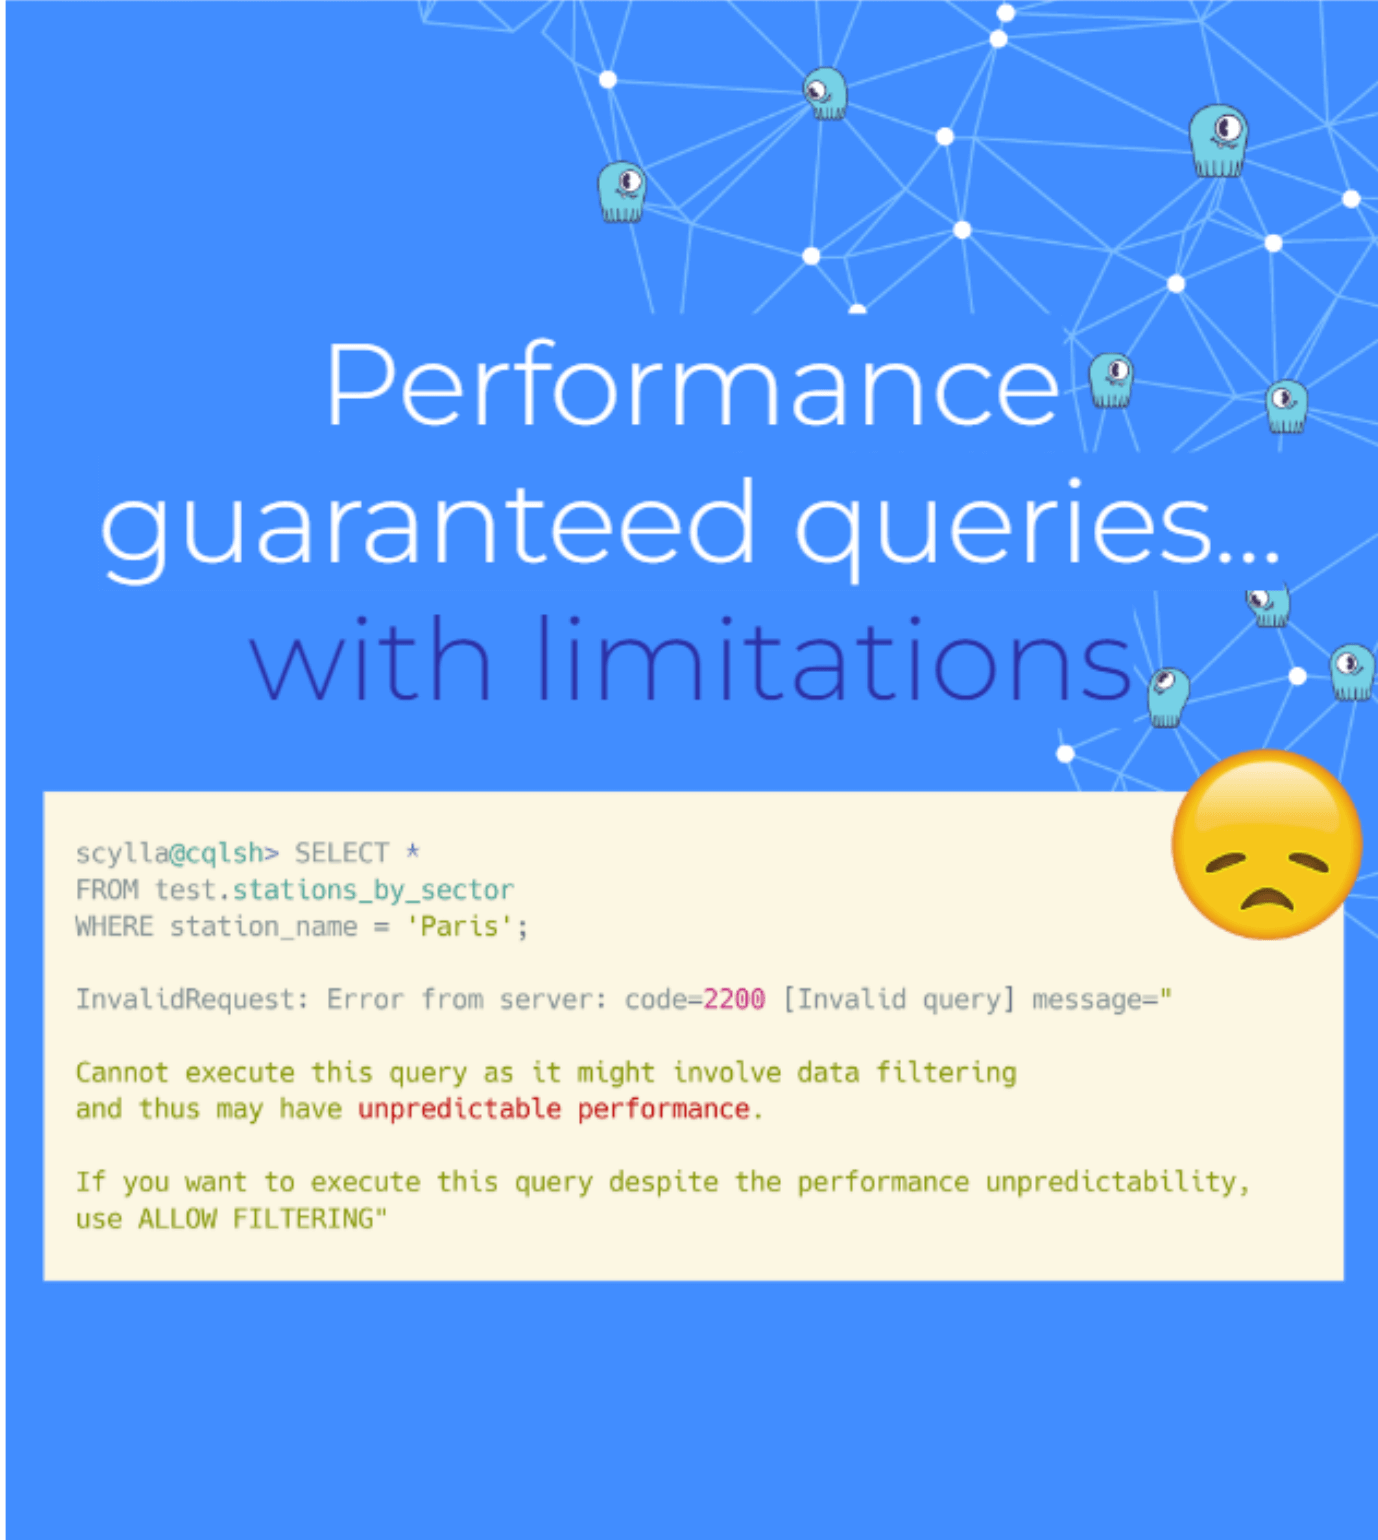 Performance
guaranteed queries...
with limitations
scylla@cqlsh> SELECT *
FROM test.stations_by_sector
WHERE station_name = 'Paris';
InvalidRequest: Error from server: code=2200 [Invalid query] message="
Cannot execute this query as it might involve data filtering
and thus may have unpredictable performance.
If you want to execute this query despite the performance unpredictability,
use ALLOW FILTERING"